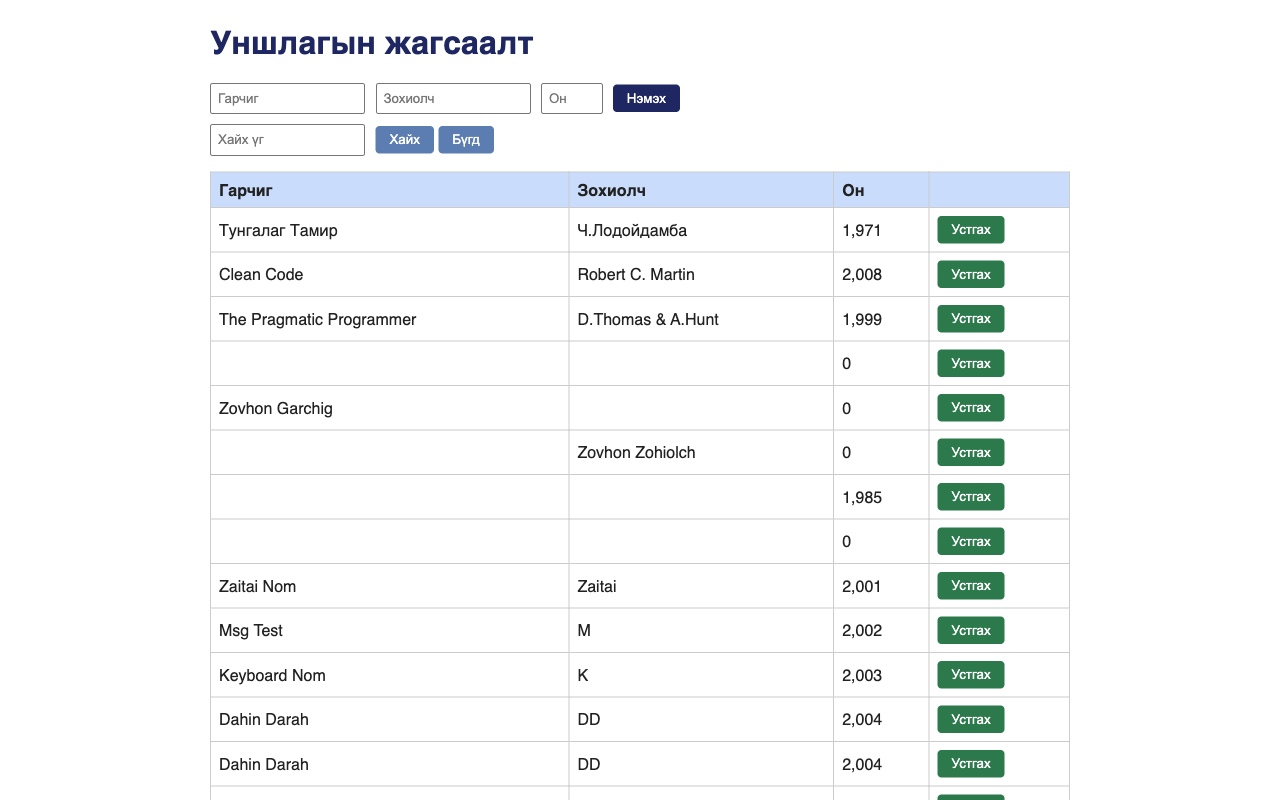 Уншлагын жагсаалт
Гарчиг Зохиолч Он Нэмэх
Хайх үг Хайх Бүгд
Гарчиг Зохиолч Он
Тунгалаг Тамир Ч.Лодойдамба 1,971 Устгах
Clean Code Robert C. Martin 2,008 Устгах
The Pragmatic Programmer D.Thomas & A.Hunt 1,999 Устгах
0 Устгах
Zovhon Garchig 0 Устгах
Zovhon Zohiolch 0 Устгах
1,985 Устгах
0 Устгах
Zaitai Nom Zaitai 2,001 Устгах
Msg Test M 2,002 Устгах
Keyboard Nom K 2,003 Устгах
Dahin Darah DD 2,004 Устгах
Dahin Darah DD 2,004 Устгах